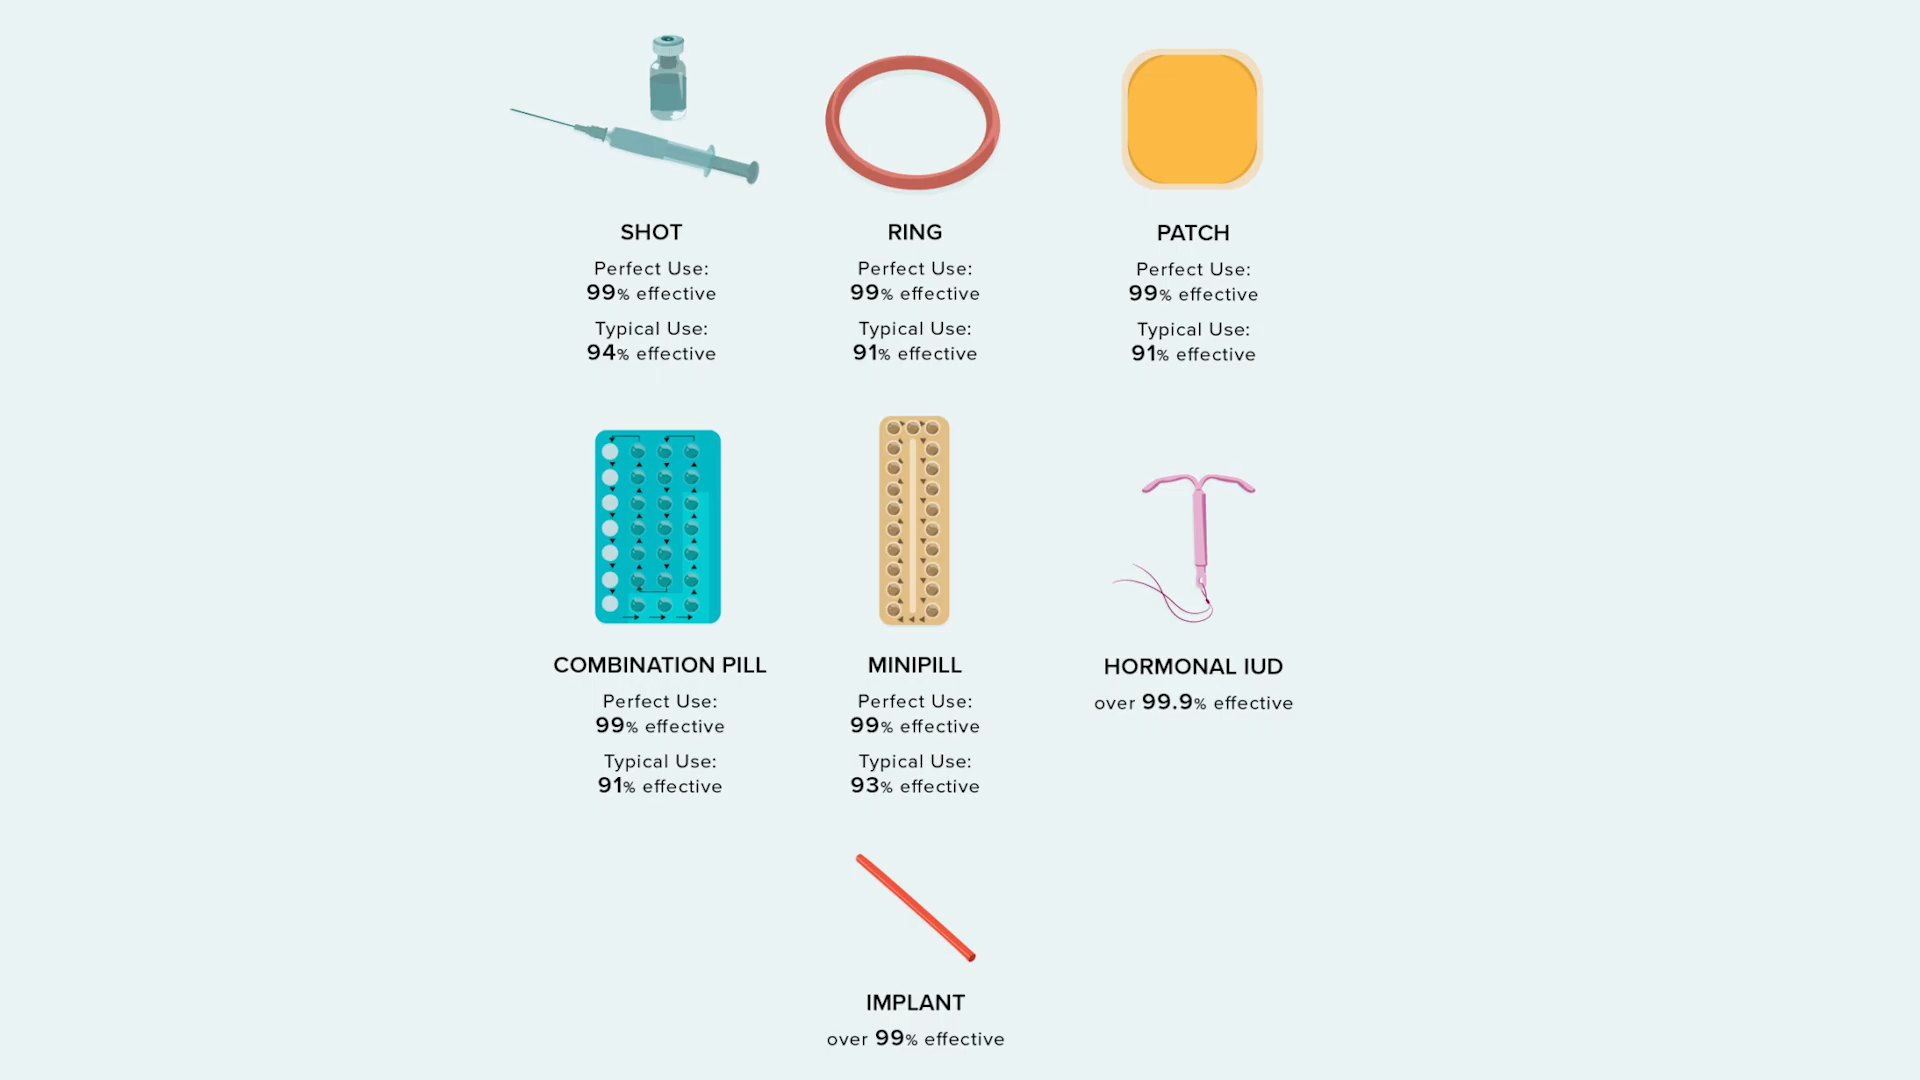 SHOT
Perfect Use:
99% effective
Typical Use:
94% effective
RING
Perfect Use:
99% effective
Typical Use:
91% effective
PATCH
Perfect Use:
99% effective
Typical Use:
91% effective
COMBINATION PILL
Perfect Use:
99% effective
Typical Use:
91% effective
MINIPILL
Perfect Use:
99% effective
Typical Use:
93% effective
HORMONAL IUD
over 99.9% effective
IMPLANT
over 99% effective